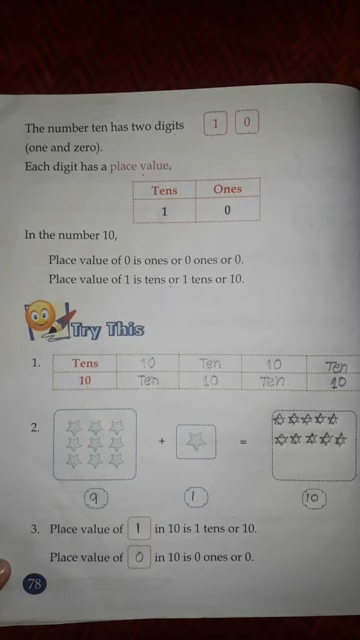 The number ten has two digits 1 0
(one and zero).
Each digit has a place value.
Tens Ones
1 0
In the number 10,
Place value of 0 is ones or 0 ones or 0.
Place value of 1 is tens or 1 tens or 10.
Try This
1. Tens 10 Ten 10 Ten
10 Ten 10 Ten 10
2. + =
9 1 10
3. Place value of 1 in 10 is 1 tens or 10.
Place value of 0 in 10 is 0 ones or 0.
78